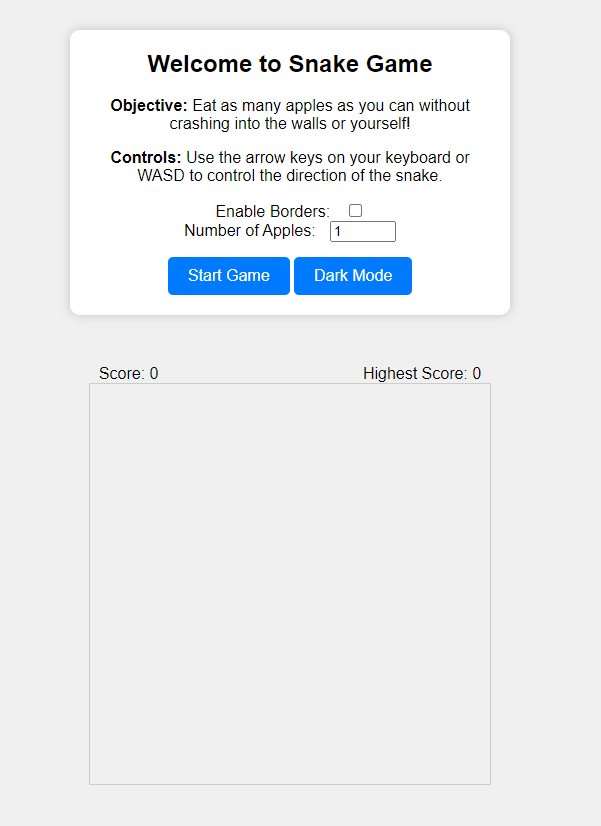 Welcome to Snake Game
Objective: Eat as many apples as you can without
crashing into the walls or yourself!
Controls: Use the arrow keys on your keyboard or
WASD to control the direction of the snake.
Enable Borders:
Number of Apples: 1
Start Game Dark Mode
Score: 0 Highest Score: 0